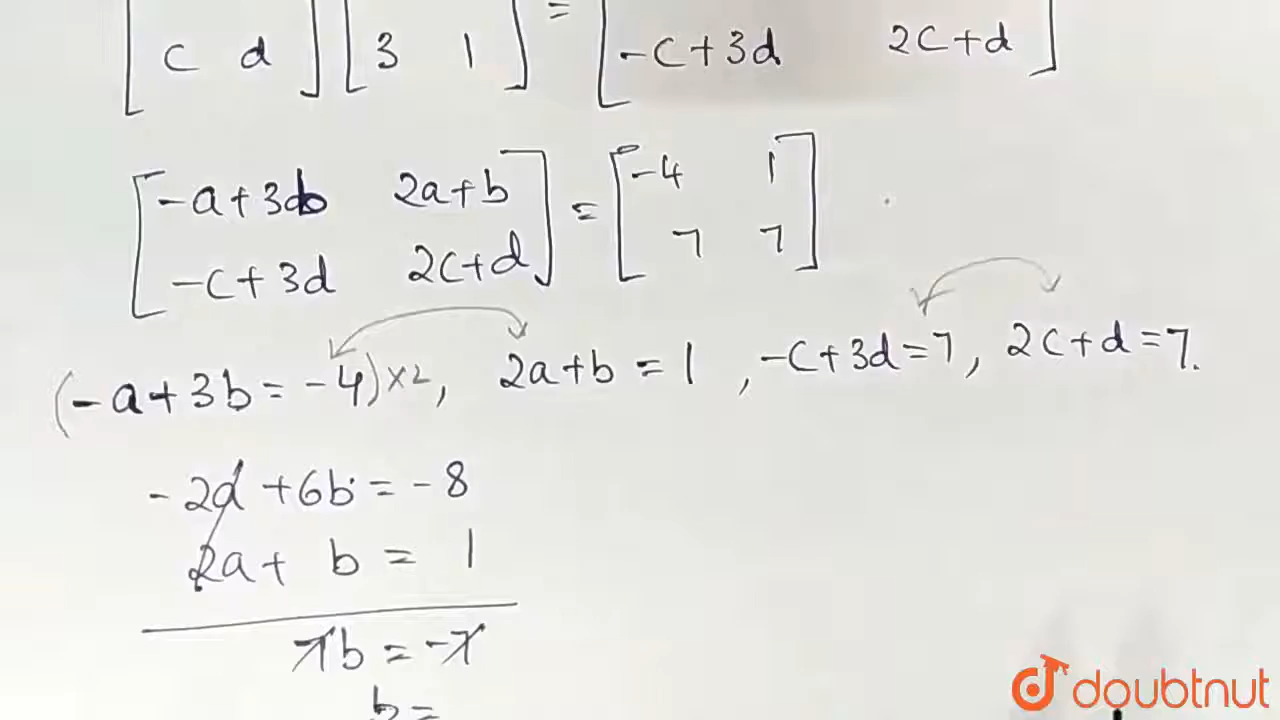 [ c d ] [ 3 1 ] = [ -c+3d 2c+d ]
[ -a+3b 2a+b ] = [ -4 1 ]
[ -c+3d 2c+d ] [ 7 7 ]
(-a+3b=-4)×2, 2a+b=1, -c+3d=7, 2c+d=7.
-2a+6b=-8
2a+ b = 1
7b=-7
b=
doubtnut